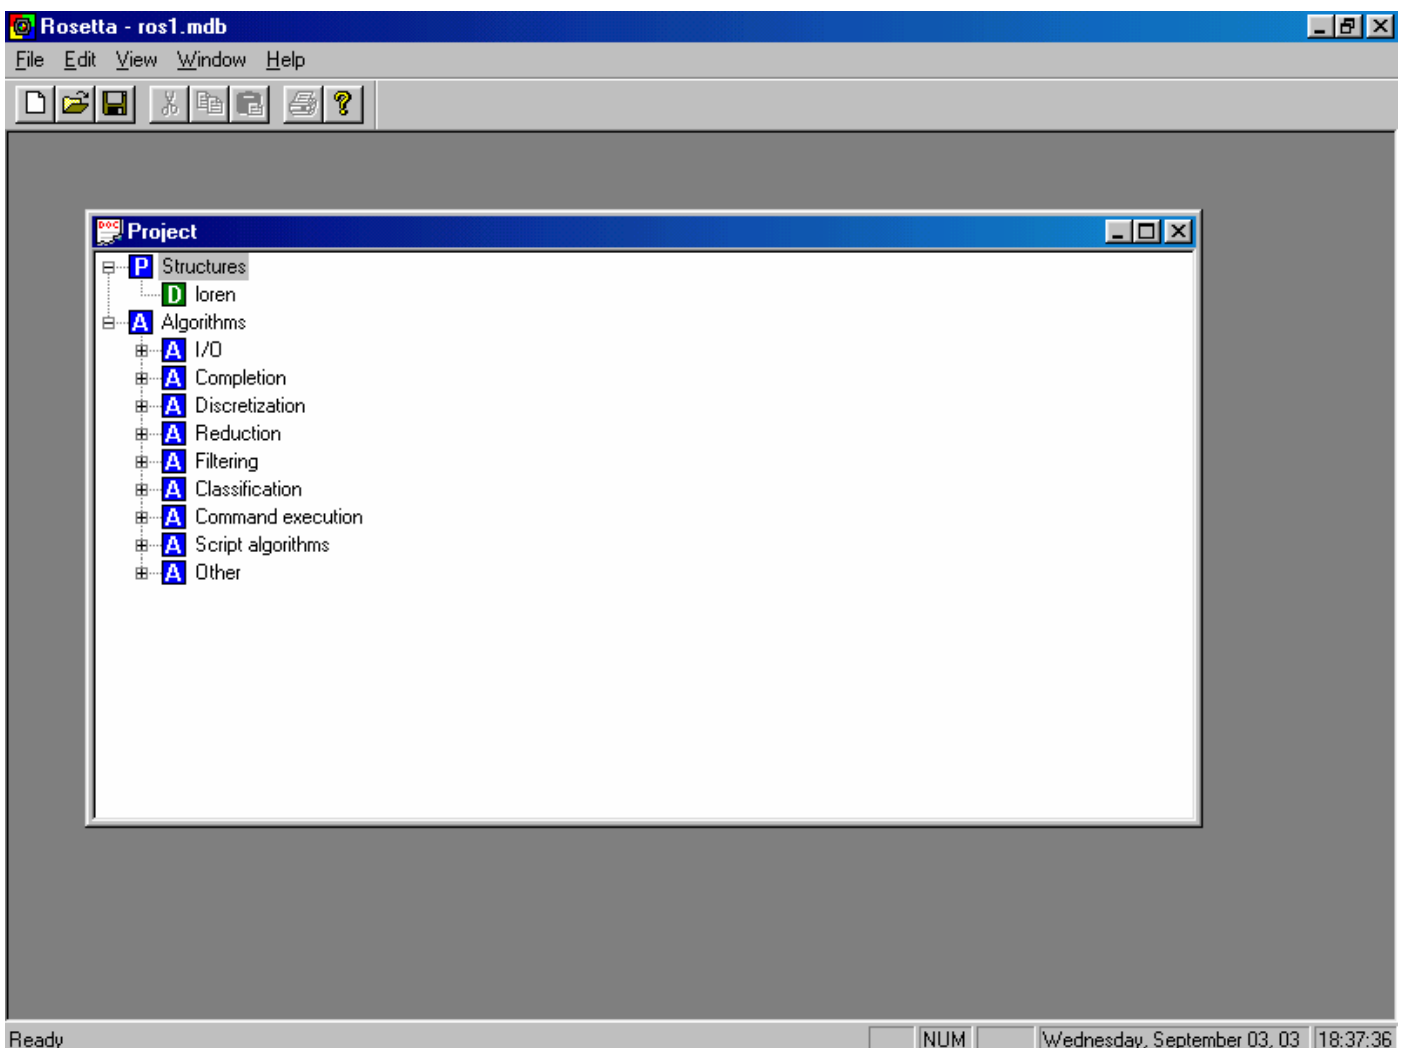 Rosetta - ros1.mdb
File Edit View Window Help
DOC Project
P Structures
D loren
A Algorithms
A I/O
A Completion
A Discretization
A Reduction
A Filtering
A Classification
A Command execution
A Script algorithms
A Other
Ready NUM Wednesday, September 03, 03 18:37:36